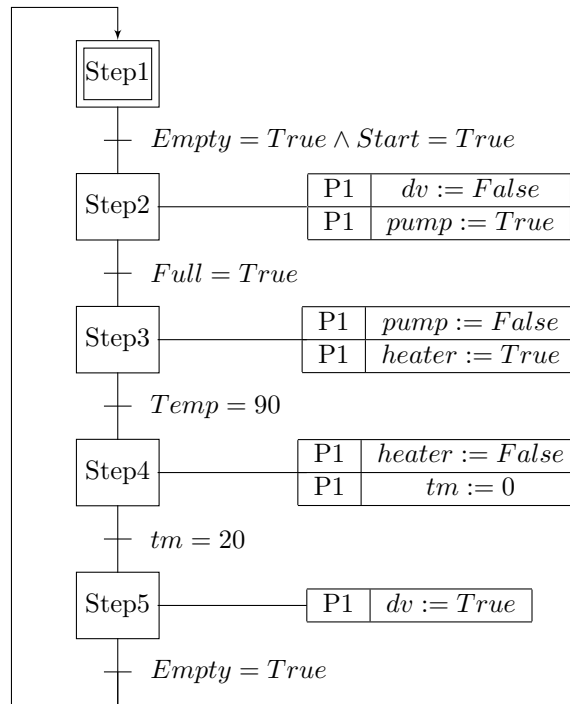 Step1
Empty = True ∧ Start = True
Step2
P1 dv := False
P1 pump := True
Full = True
Step3
P1 pump := False
P1 heater := True
Temp = 90
Step4
P1 heater := False
P1 tm := 0
tm = 20
Step5
P1 dv := True
Empty = True